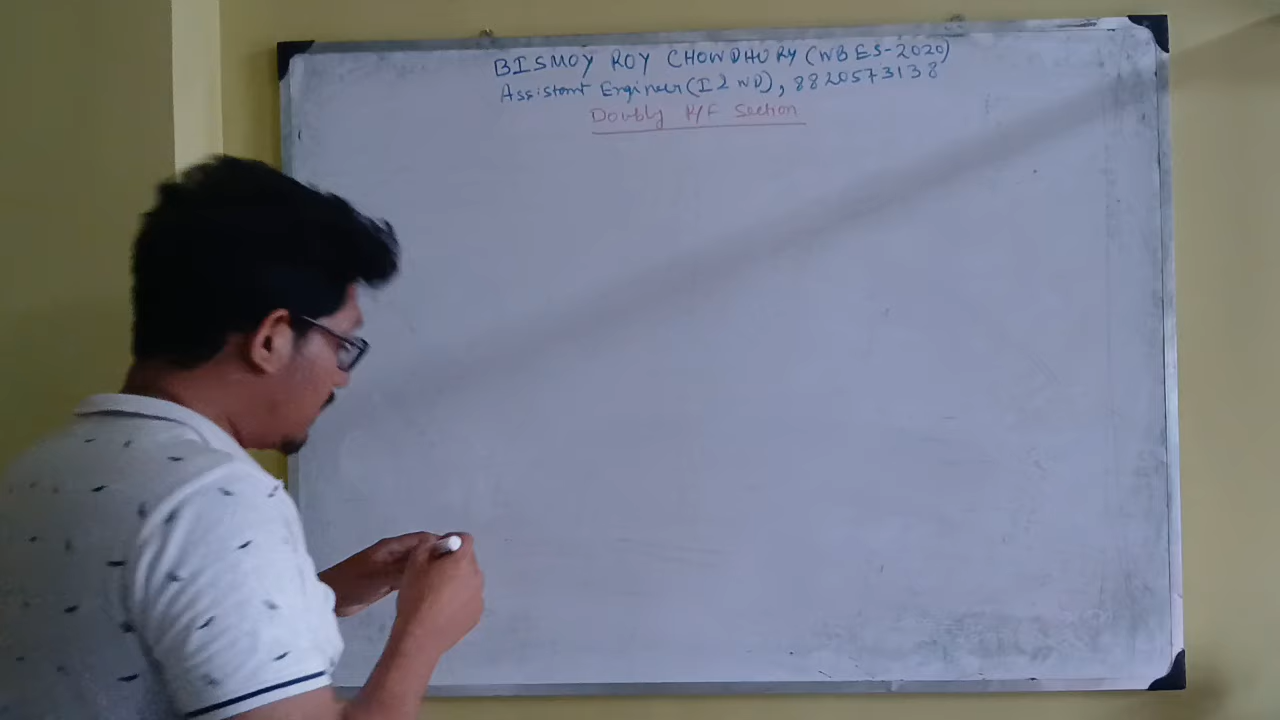 BISMOY ROY CHOWDHURY (WBES-2020)
Assistant Engineer (I & WD), 8820573138
Doubly R/F Section